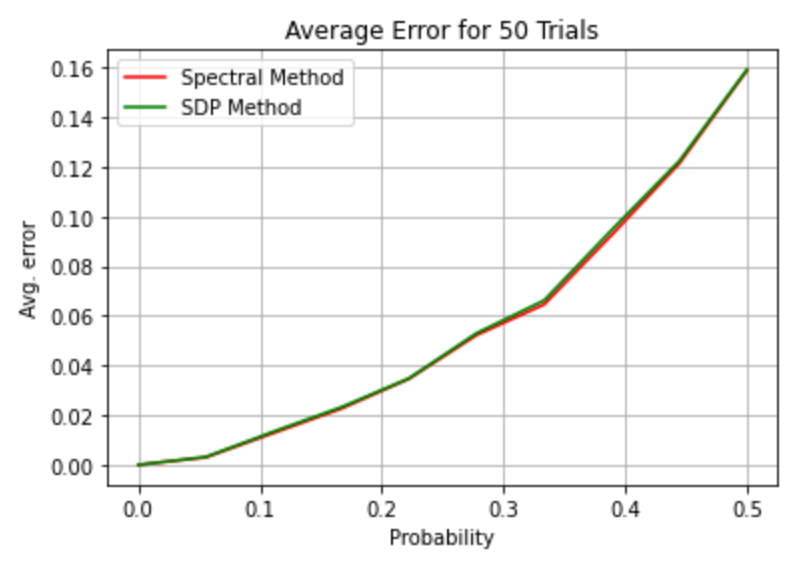 Average Error for 50 Trials
Spectral Method
SDP Method
Avg. error
0.16
0.14
0.12
0.10
0.08
0.06
0.04
0.02
0.00
0.0 0.1 0.2 0.3 0.4 0.5
Probability